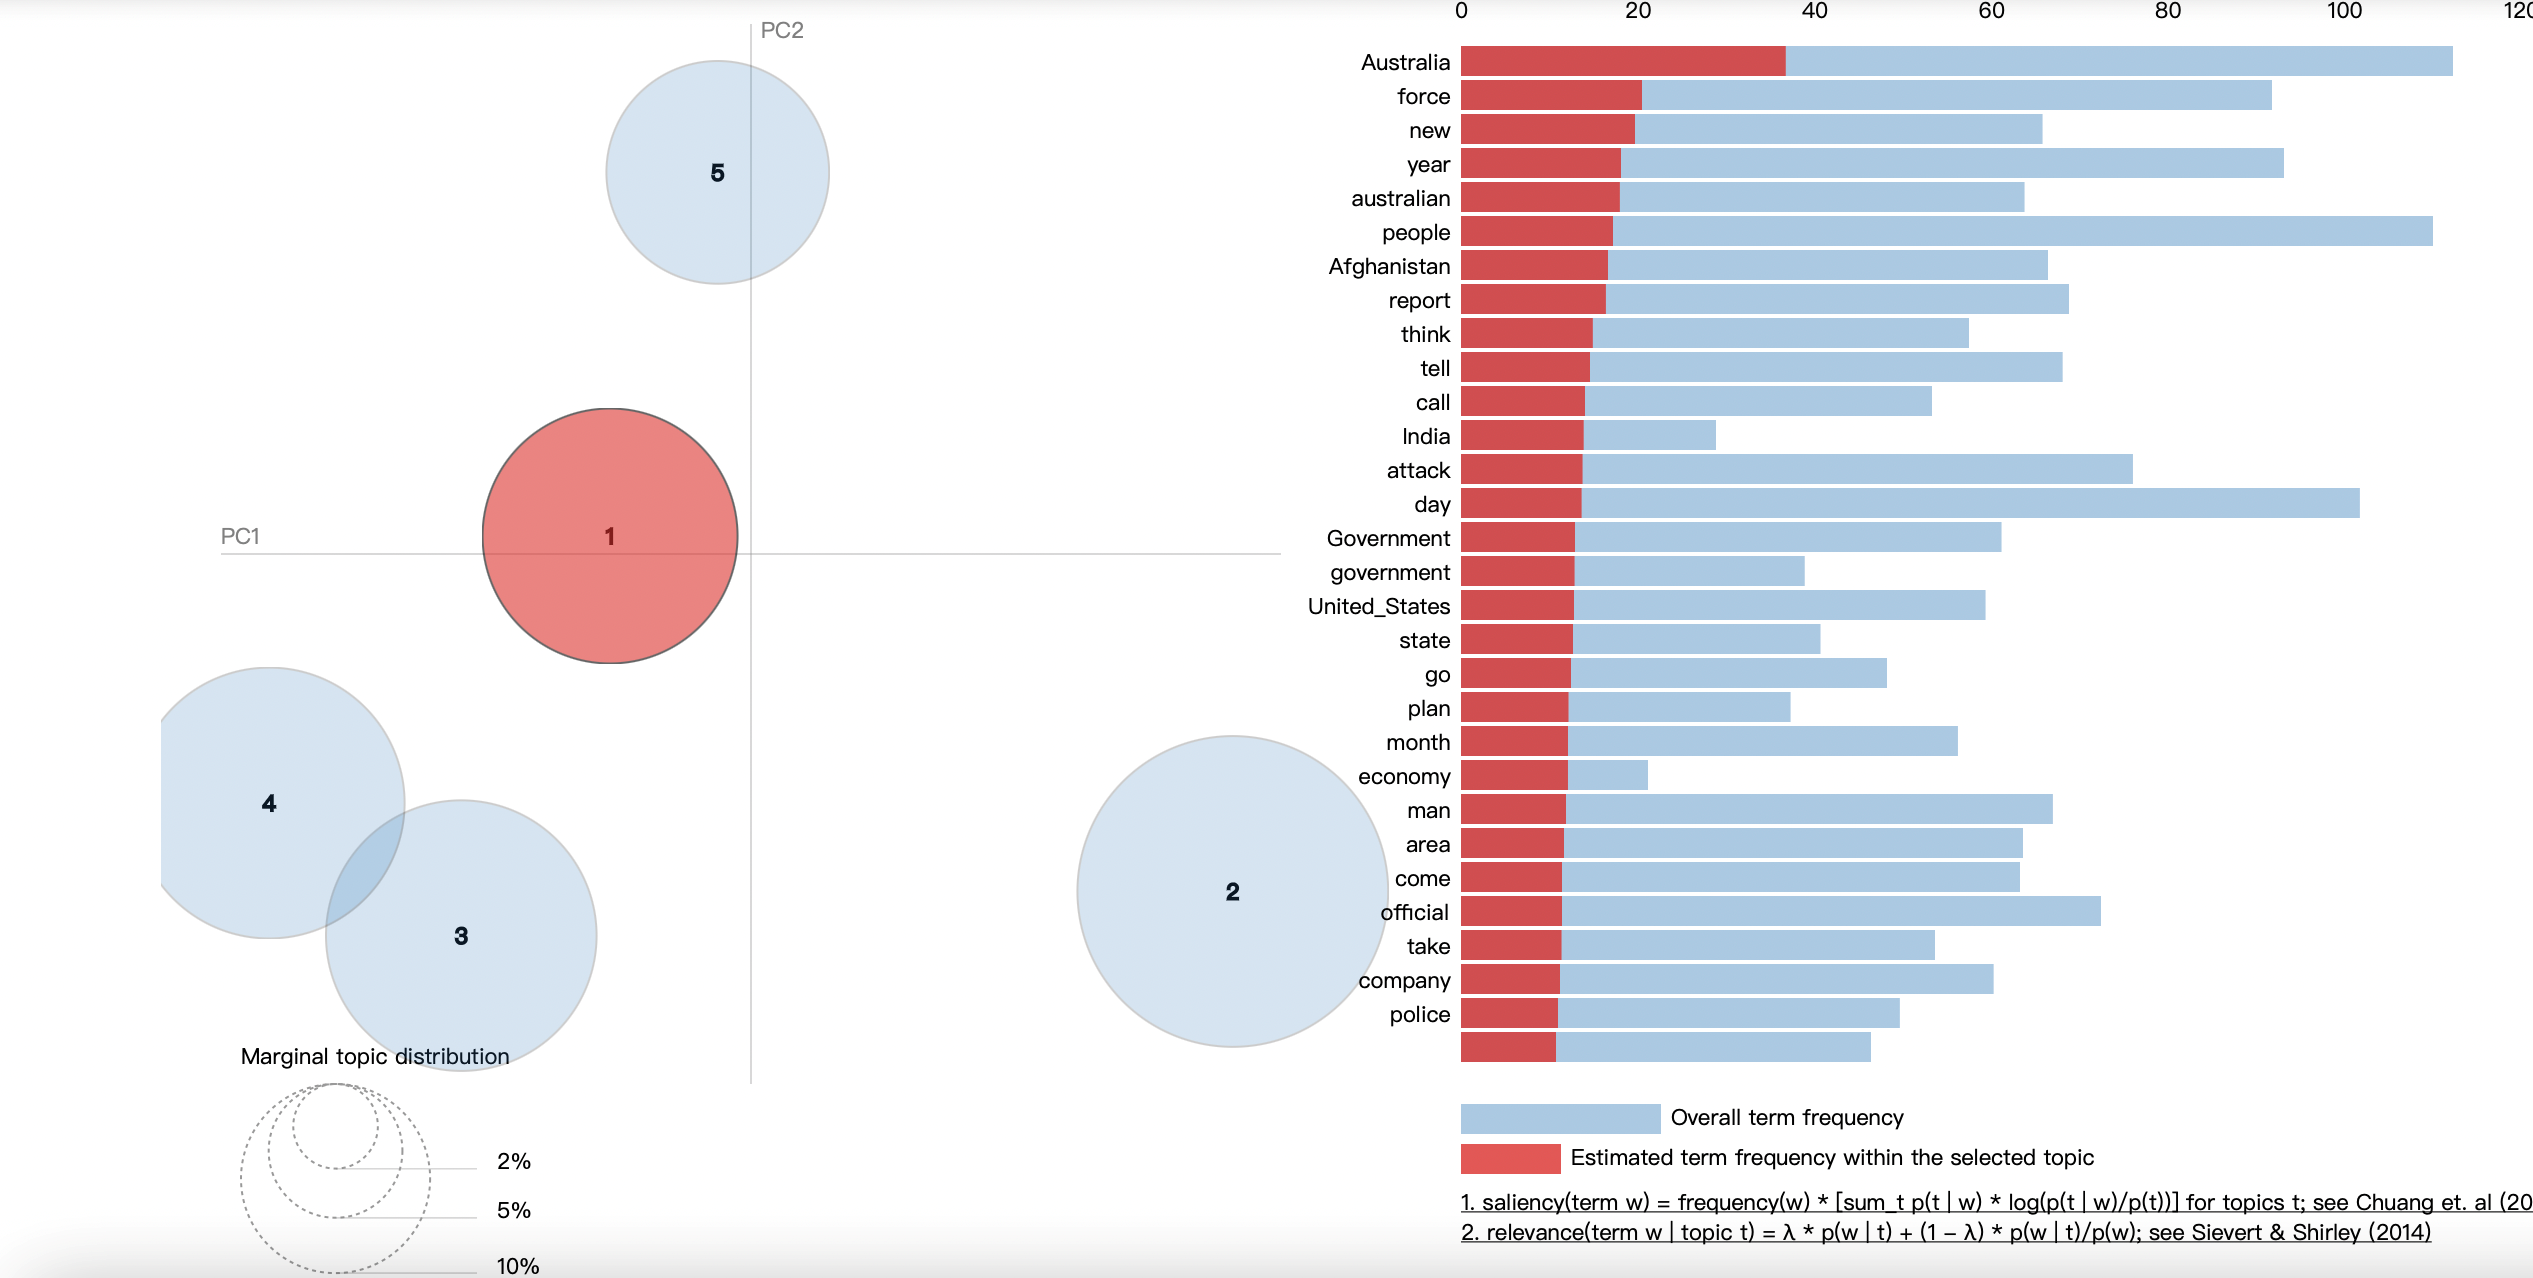 PC2
5
1
PC1
4
3
2
Marginal topic distribution
2%
5%
10%
0 20 40 60 80 100 120
Australia
force
new
year
australian
people
Afghanistan
report
think
tell
call
India
attack
day
Government
government
United_States
state
go
plan
month
economy
man
area
come
official
take
company
police
Overall term frequency
Estimated term frequency within the selected topic
1. saliency(term w) = frequency(w) * [sum_t p(t | w) * log(p(t | w)/p(t))] for topics t; see Chuang et. al (20
2. relevance(term w | topic t) = λ * p(w | t) + (1 − λ) * p(w | t)/p(w); see Sievert & Shirley (2014)